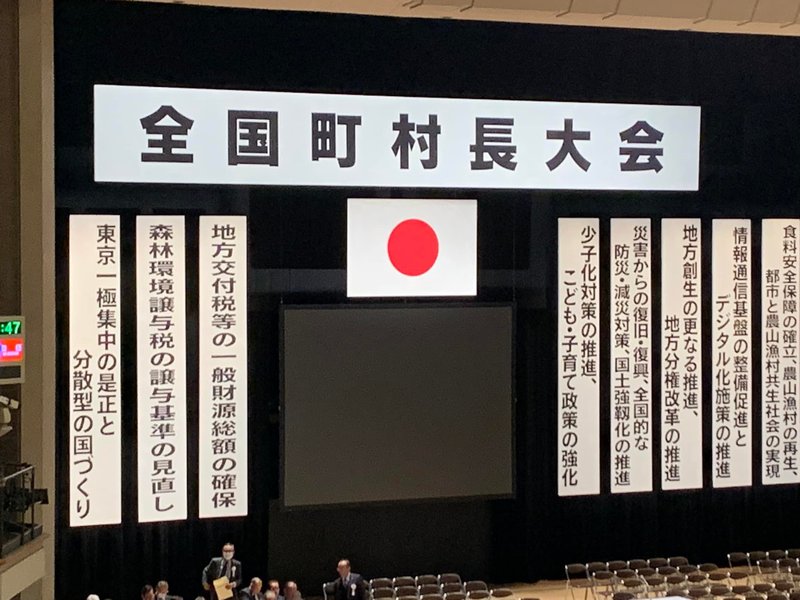 全国町村長大会
食料安全保障の確立、農山漁村の再生、
都市と農山漁村共生社会の実現
情報通信基盤の整備促進と
デジタル化施策の推進
地方創生の更なる推進、
地方分権改革の推進
災害からの復旧・復興、全国的な
防災・減災対策、国土強靱化の推進
少子化対策の推進、
こども・子育て政策の強化
地方交付税等の一般財源総額の確保
森林環境譲与税の譲与基準の見直し
東京一極集中の是正と
分散型の国づくり
:47